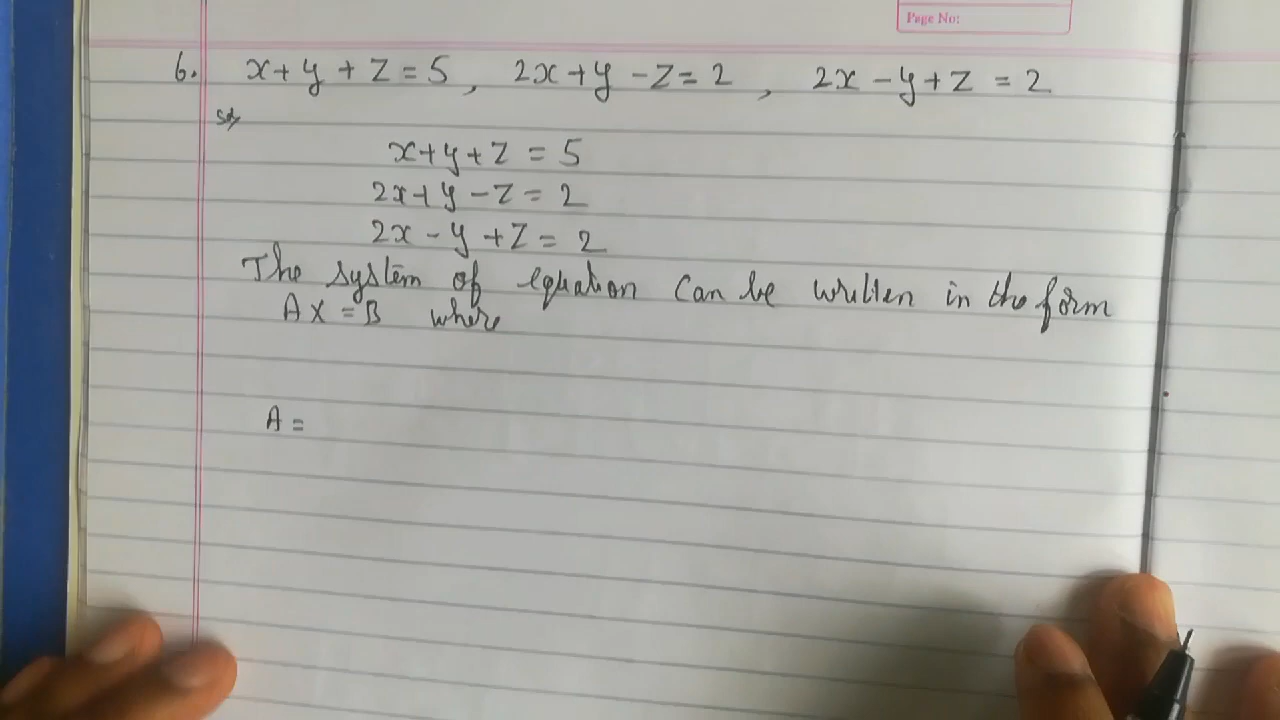 Page No:
6. x+y+z=5, 2x+y-z=2, 2x-y+z=2
Sol
x+y+z=5
2x+y-z=2
2x-y+z=2
The system of equation can be written in the form
AX=B where
A=